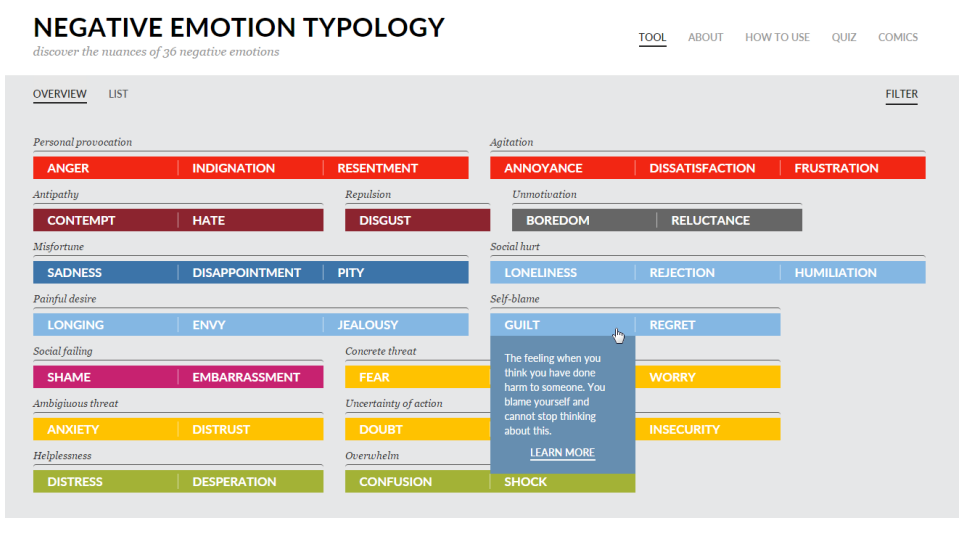 NEGATIVE EMOTION TYPOLOGY
discover the nuances of 36 negative emotions
TOOL ABOUT HOW TO USE QUIZ COMICS
OVERVIEW LIST FILTER
Personal provocation Agitation
ANGER INDIGNATION RESENTMENT ANNOYANCE DISSATISFACTION FRUSTRATION
Antipathy Repulsion Unmotivation
CONTEMPT HATE DISGUST BOREDOM RELUCTANCE
Misfortune Social hurt
SADNESS DISAPPOINTMENT PITY LONELINESS REJECTION HUMILIATION
Painful desire Self-blame
LONGING ENVY JEALOUSY GUILT REGRET
Social failing Concrete threat
SHAME EMBARRASSMENT FEAR WORRY
Ambigiuous threat Uncertainty of action
ANXIETY DISTRUST DOUBT INSECURITY
Helplessness Overwhelm
DISTRESS DESPERATION CONFUSION SHOCK
The feeling when you
think you have done
harm to someone. You
blame yourself and
cannot stop thinking
about this.
LEARN MORE